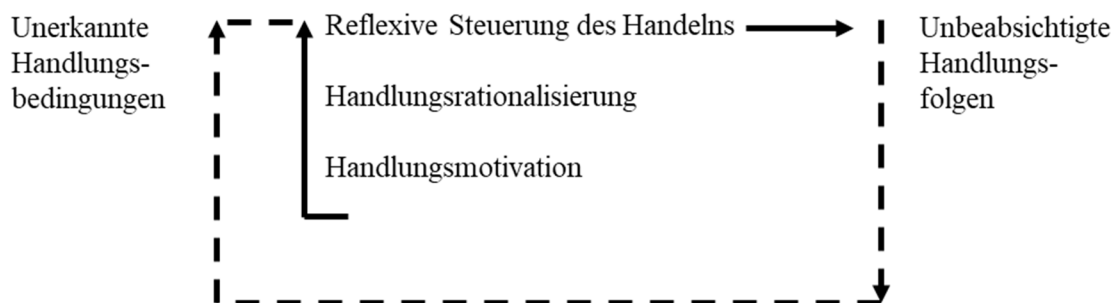 Unerkannte
Handlungs-
bedingungen
Reflexive Steuerung des Handelns
Handlungsrationalisierung
Handlungsmotivation
Unbeabsichtigte
Handlungs-
folgen